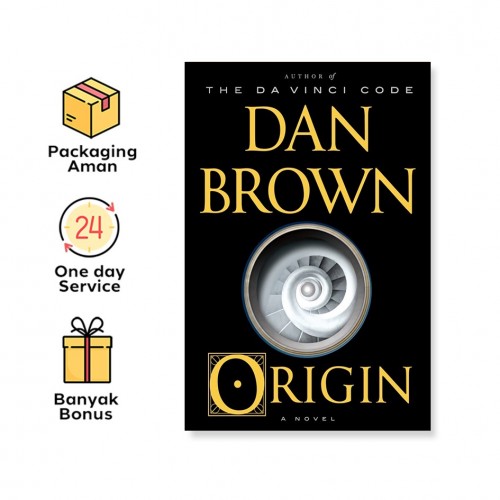 Packaging
Aman
24
One day
Service
Banyak
Bonus
AUTHOR of
THE DA VINCI CODE
DAN
BROWN
ORIGIN
A NOVEL